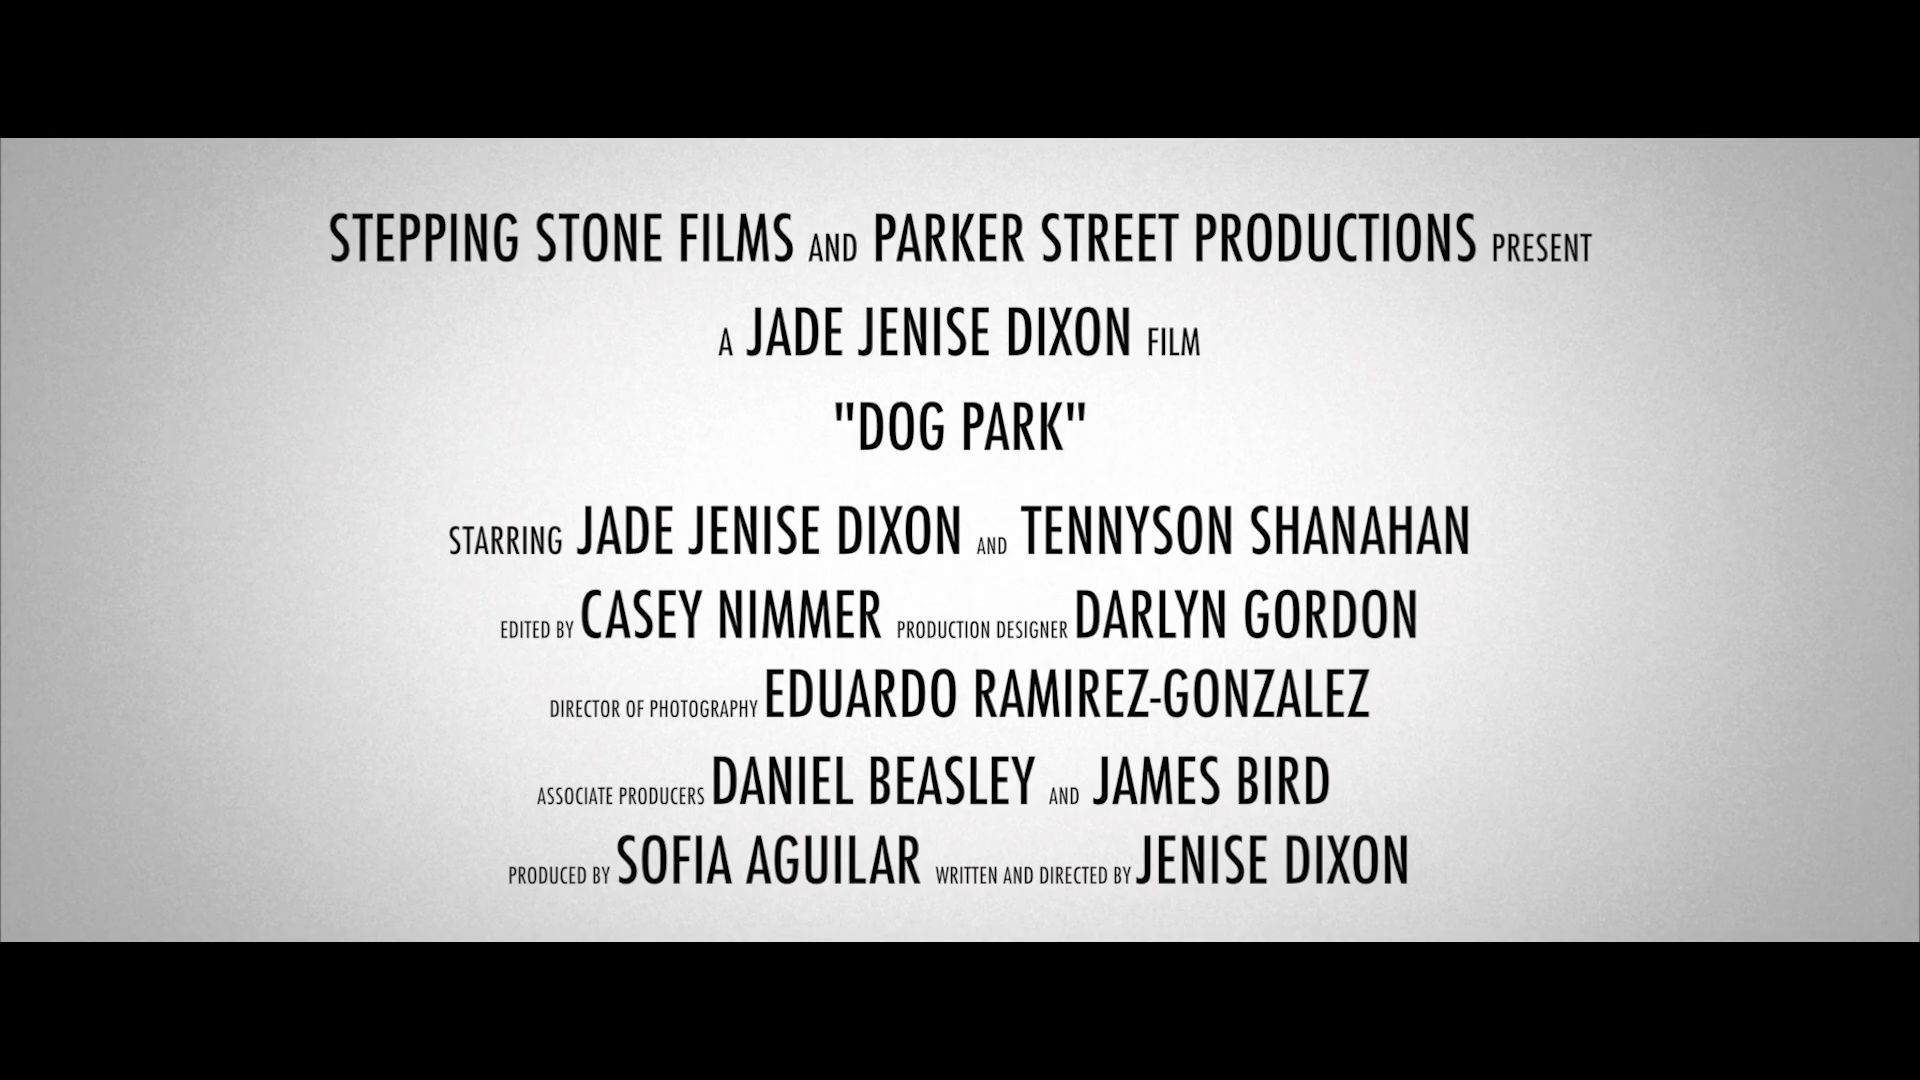 STEPPING STONE FILMS AND PARKER STREET PRODUCTIONS PRESENT
A JADE JENISE DIXON FILM
"DOG PARK"
STARRING JADE JENISE DIXON AND TENNYSON SHANAHAN
EDITED BY CASEY NIMMER PRODUCTION DESIGNER DARLYN GORDON
DIRECTOR OF PHOTOGRAPHY EDUARDO RAMIREZ-GONZALEZ
ASSOCIATE PRODUCERS DANIEL BEASLEY AND JAMES BIRD
PRODUCED BY SOFIA AGUILAR WRITTEN AND DIRECTED BY JENISE DIXON